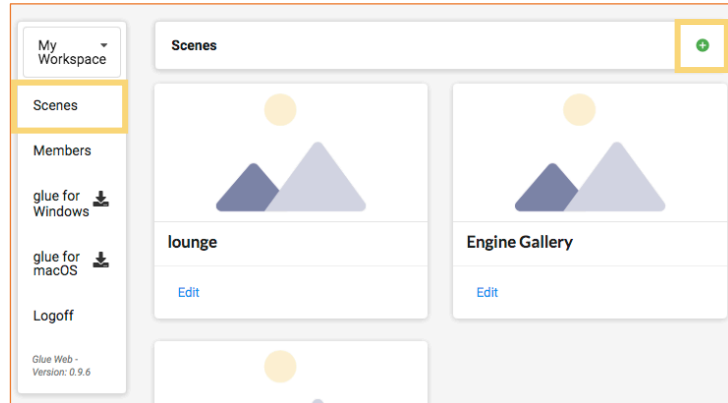 My
Workspace
Scenes
Members
glue for
Windows
glue for
macOS
Logoff
Glue Web -
Version: 0.9.6
Scenes
lounge
Edit
Engine Gallery
Edit